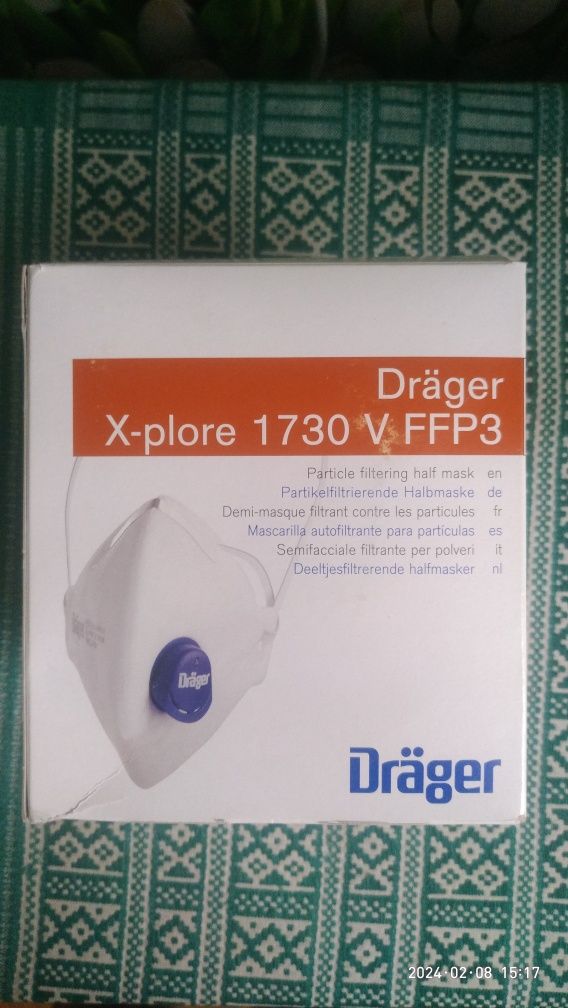 Dräger
X-plore 1730 V FFP3
Particle filtering half mask en
Partikelfiltrierende Halbmaske de
Demi-masque filtrant contre les particules fr
Mascarilla autofiltrante para partículas es
Semifacciale filtrante per polveri it
Deeltjesfiltrerende halfmasker nl
Dräger
Dräger
2024·02·08 15:17